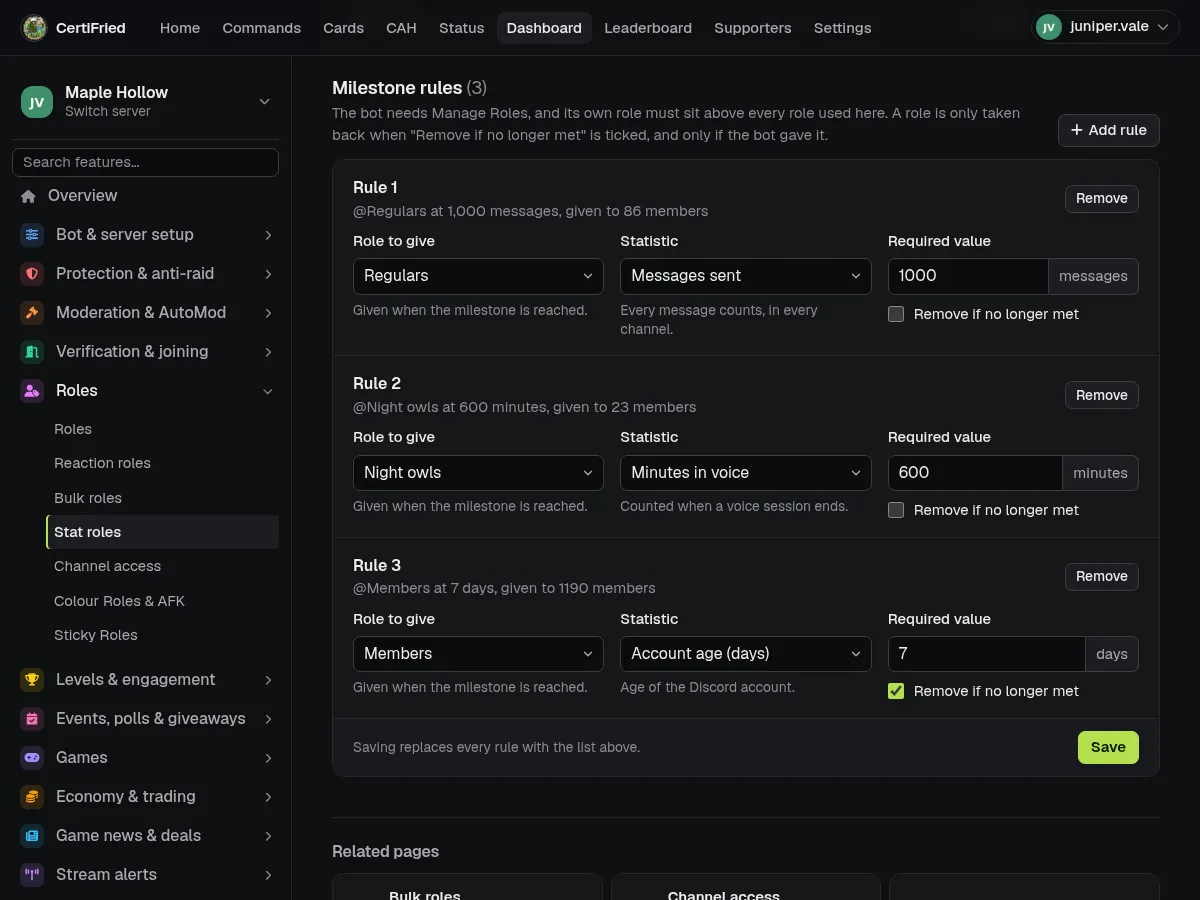 CertiFried Home Commands Cards CAH Status Dashboard Leaderboard Supporters Settings JV juniper.vale
JV Maple Hollow
Switch server
Search features...
Overview
Bot & server setup
Protection & anti-raid
Moderation & AutoMod
Verification & joining
Roles
Roles
Reaction roles
Bulk roles
Stat roles
Channel access
Colour Roles & AFK
Sticky Roles
Levels & engagement
Events, polls & giveaways
Games
Economy & trading
Game news & deals
Stream alerts
Milestone rules (3)
The bot needs Manage Roles, and its own role must sit above every role used here. A role is only taken
back when "Remove if no longer met" is ticked, and only if the bot gave it.
+ Add rule
Rule 1
@Regulars at 1,000 messages, given to 86 members
Remove
Role to give Statistic Required value
Regulars Messages sent 1000 messages
Given when the milestone is reached. Every message counts, in every
channel.
Remove if no longer met
Rule 2
@Night owls at 600 minutes, given to 23 members
Remove
Role to give Statistic Required value
Night owls Minutes in voice 600 minutes
Given when the milestone is reached. Counted when a voice session ends. Remove if no longer met
Rule 3
@Members at 7 days, given to 1190 members
Remove
Role to give Statistic Required value
Members Account age (days) 7 days
Given when the milestone is reached. Age of the Discord account. Remove if no longer met
Saving replaces every rule with the list above. Save
Related pages
Bulk roles Channel access